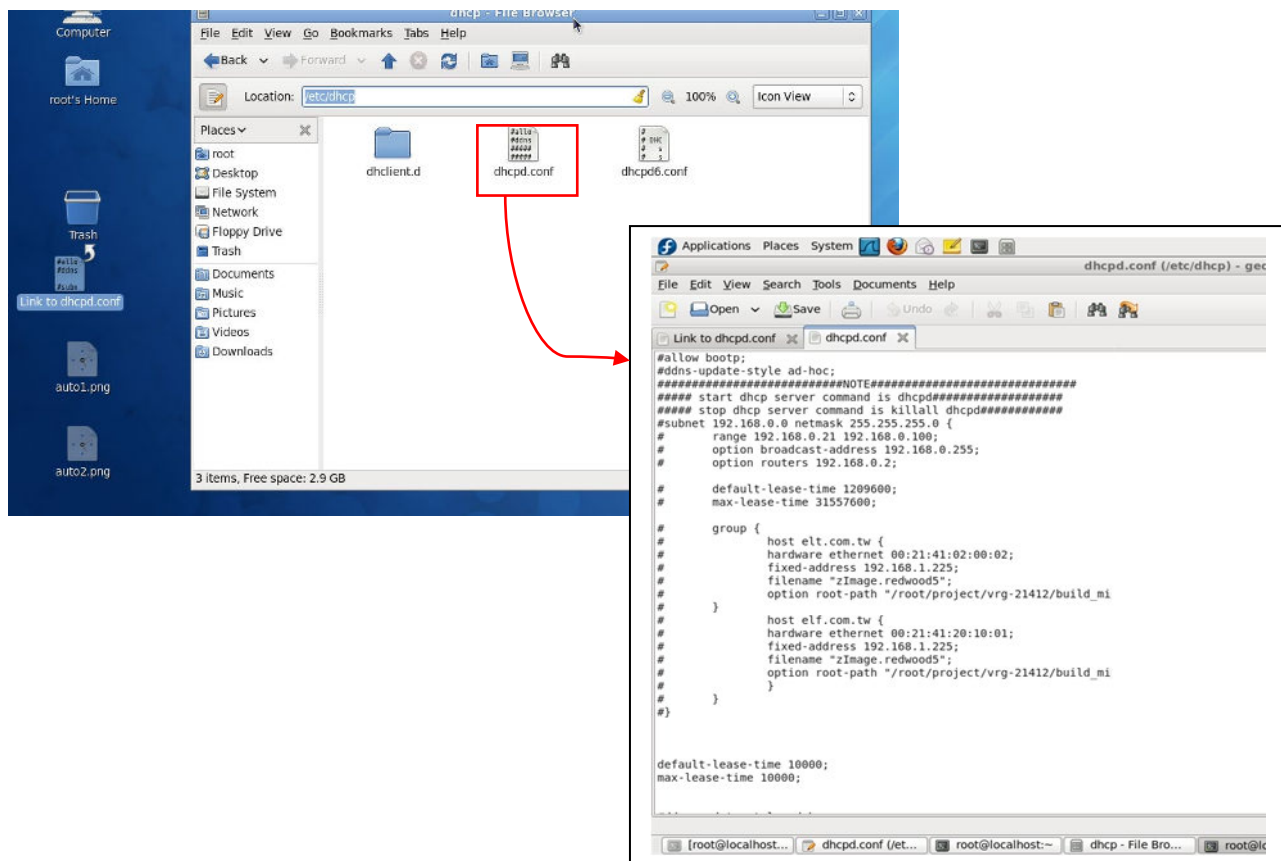 Computer
root's Home
Trash
Link to dhcpd.conf
auto1.png
auto2.png
dhcp - File Browser
File Edit View Go Bookmarks Tabs Help
Back Forward
Location: /etc/dhcp 100% Icon View
Places
root
Desktop
File System
Network
Floppy Drive
Trash
Documents
Music
Pictures
Videos
Downloads
dhclient.d dhcpd.conf dhcpd6.conf
3 items, Free space: 2.9 GB
Applications Places System
dhcpd.conf (/etc/dhcp) - ged
File Edit View Search Tools Documents Help
Open Save Undo
Link to dhcpd.conf dhcpd.conf
#allow bootp;
#ddns-update-style ad-hoc;
###########################NOTE##############################
##### start dhcp server command is dhcpd###################
##### stop dhcp server command is killall dhcpd############
#subnet 192.168.0.0 netmask 255.255.255.0 {
# range 192.168.0.21 192.168.0.100;
# option broadcast-address 192.168.0.255;
# option routers 192.168.0.2;
# default-lease-time 1209600;
# max-lease-time 31557600;
# group {
# host elt.com.tw {
# hardware ethernet 00:21:41:02:00:02;
# fixed-address 192.168.1.225;
# filename "zImage.redwood5";
# option root-path "/root/project/vrg-21412/build_mi
# }
# host elf.com.tw {
# hardware ethernet 00:21:41:20:10:01;
# fixed-address 192.168.1.225;
# filename "zImage.redwood5";
# option root-path "/root/project/vrg-21412/build_mi
# }
# }
#}
default-lease-time 10000;
max-lease-time 10000;
[root@localhost... dhcpd.conf (/et... root@localhost:~ dhcp - File Bro... root@lo